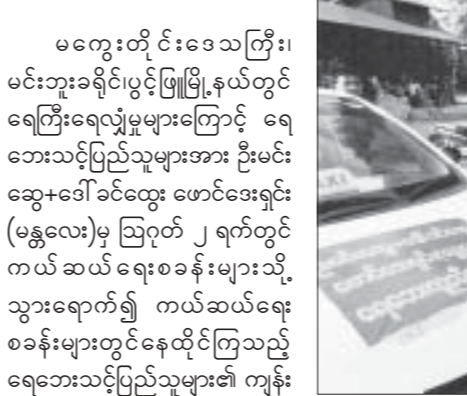 မကွေးတိုင်းဒေသကြီး၊
မင်းဘူးခရိုင်၊ပွင့်ဖြူမြို့နယ်တွင်
ရေကြီးရေလျှံမှုများကြောင့် ရေ
ဘေးသင့်ပြည်သူများအား ဦးမင်း
ဆွေ+ဒေါ်ခင်ထွေး ဖောင်ဒေးရှင်း
(မန္တလေး)မှ သြဂုတ် ၂ ရက်တွင်
ကယ်ဆယ်ရေးစခန်းများသို့
သွားရောက်၍ ကယ်ဆယ်ရေး
စခန်းများတွင်နေထိုင်ကြသည့်
ရေဘေးသင့်ပြည်သူများ၏ ကျန်း